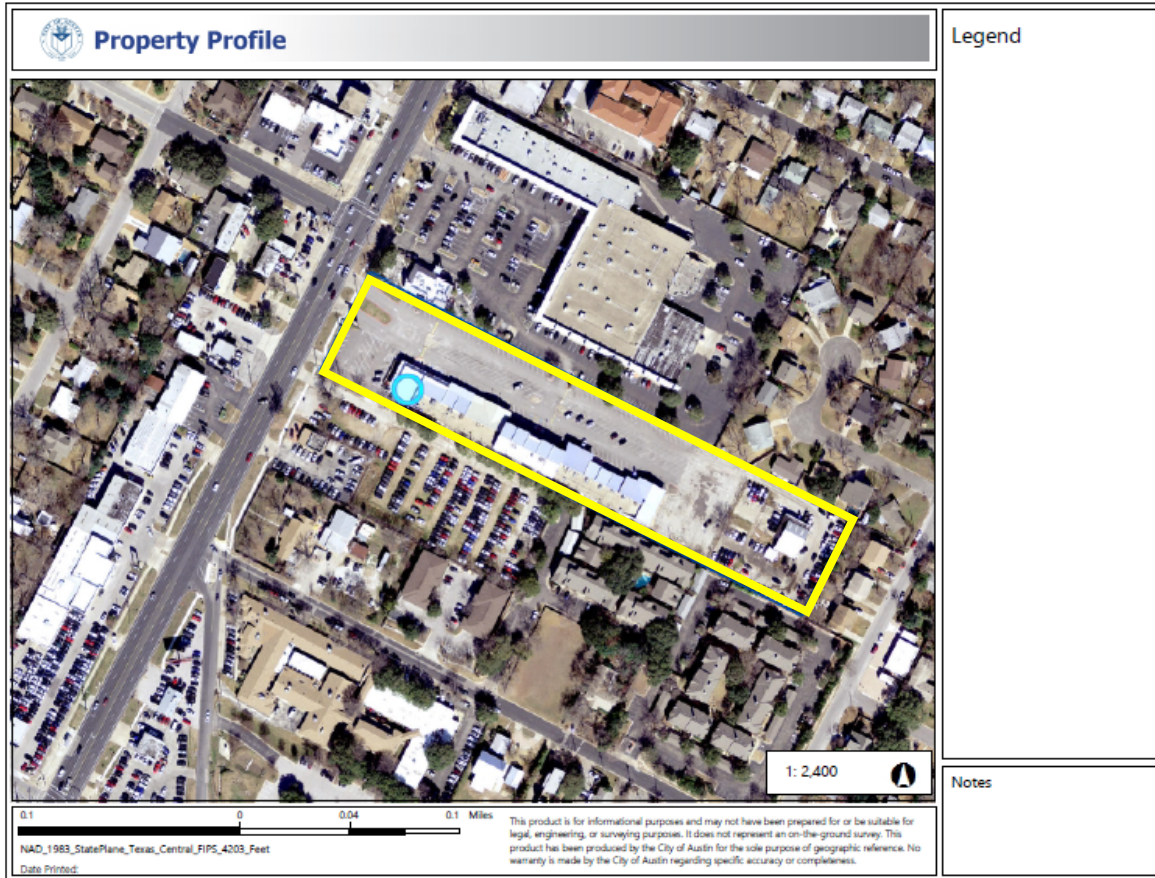 Property Profile
Legend
1: 2,400
Notes
0.1 0 0.04 0.1 Miles
NAD_1983_StatePlane_Texas_Central_FIPS_4203_Feet
Date Printed:
This product is for informational purposes and may not have been prepared for or be suitable for
legal, engineering, or surveying purposes. It does not represent an on-the-ground survey. This
product has been produced by the City of Austin for the sole purpose of geographic reference. No
warranty is made by the City of Austin regarding specific accuracy or completeness.